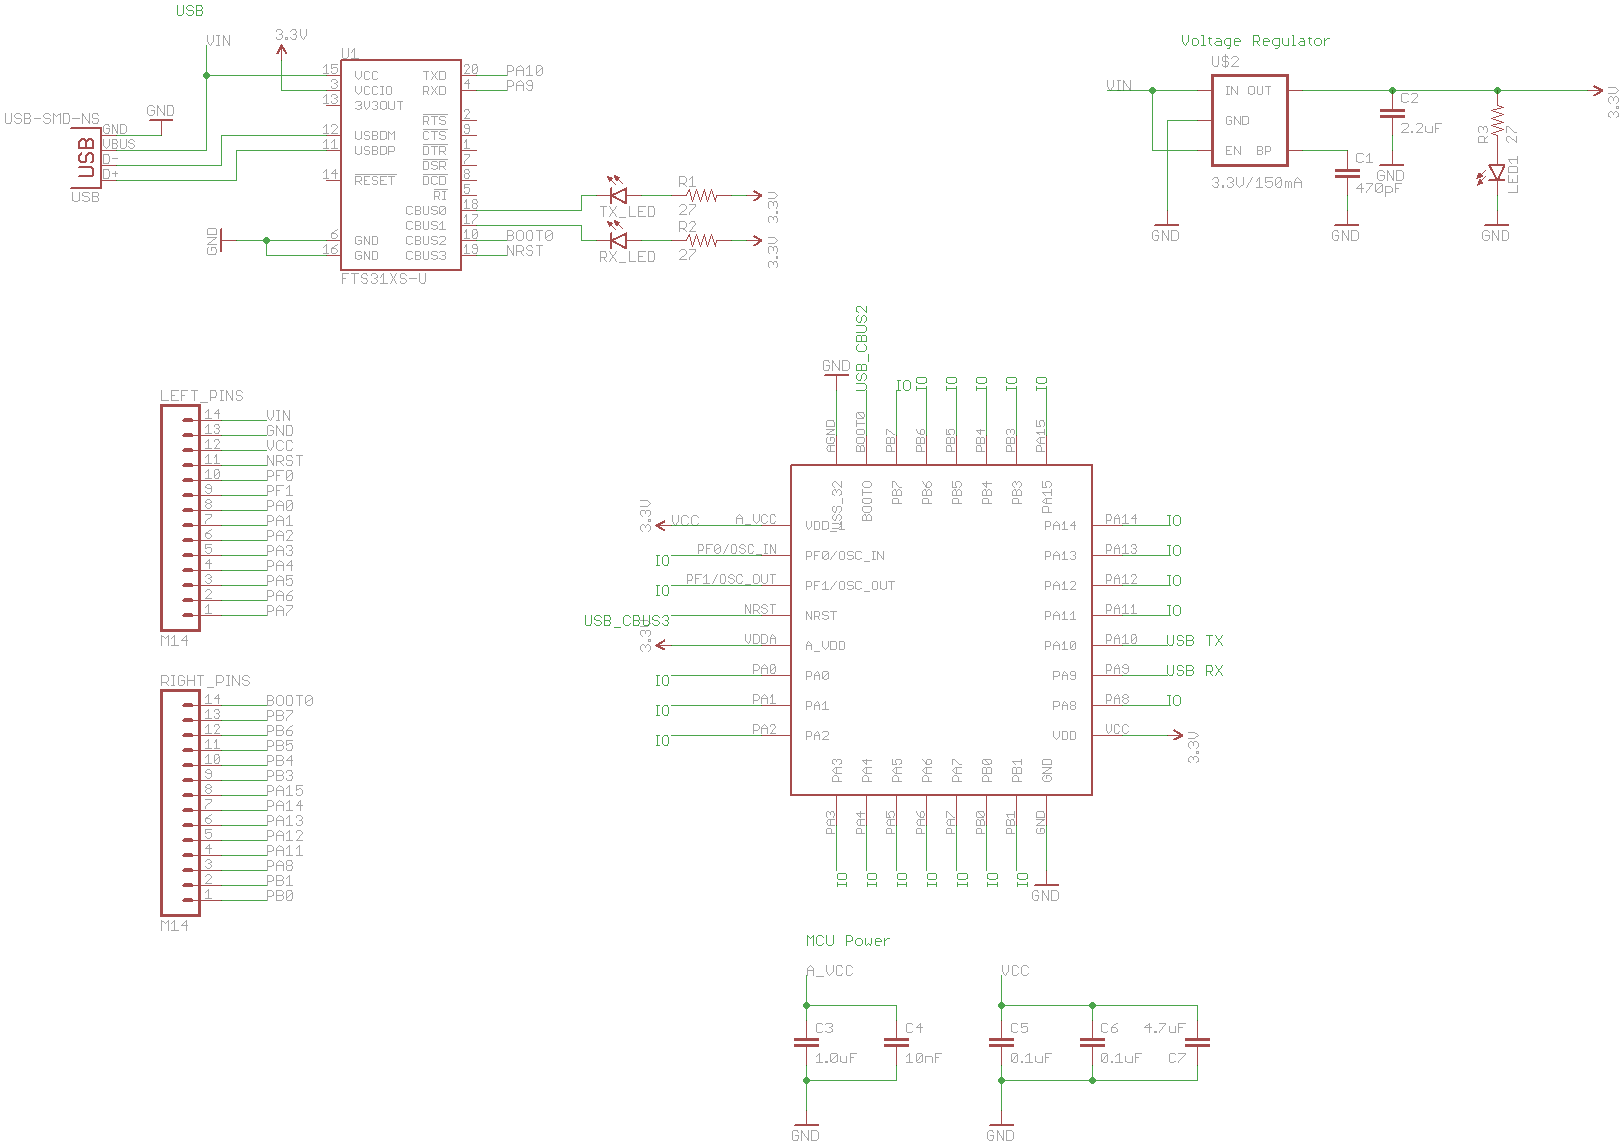 USB
VIN
3.3V
U1
USB-SMD-NS
GND
GND
VBUS
D-
D+
USB
USB
15 VCC
3 VCCIO
13 3V3OUT
12 USBDM
11 USBDP
14 RESET
6 GND
16 GND
GND
TXD 20 PA10
RXD 4 PA9
RTS 2
CTS 9
DTR 1
DSR 7
DCD 8
RI 5
CBUS0 18
CBUS1 17
CBUS2 10 BOOT0
CBUS3 19 NRST
FTS31XS-U
TX_LED
R1
27
3.3V
RX_LED
R2
27
3.3V
Voltage Regulator
U$2
VIN
IN OUT
GND
EN BP
3.3V/150mA
GND
C1
470pF
GND
C2
2.2uF
GND
R3
27
LED1
GND
3.3V
LEFT_PINS
14 VIN
13 GND
12 VCC
11 NRST
10 PF0
9 PF1
8 PA0
7 PA1
6 PA2
5 PA3
4 PA4
3 PA5
2 PA6
1 PA7
M14
RIGHT_PINS
14 BOOT0
13 PB7
12 PB6
11 PB5
10 PB4
9 PB3
8 PA15
7 PA14
6 PA13
5 PA12
4 PA11
3 PA8
2 PB1
1 PB0
M14
GND
USB_CBUS2
IO IO IO IO IO IO
AGND BOOT0 PB7 PB6 PB5 PB4 PB3 PA15
VSS_32 BOOT0 PB7 PB6 PB5 PB4 PB3 PA15
3.3V VCC A_VCC VDD_1
IO PF0/OSC_IN PF0/OSC_IN
IO PF1/OSC_OUT PF1/OSC_OUT
USB_CBUS3 NRST NRST
3.3V VDDA A_VDD
IO PA0 PA0
IO PA1 PA1
IO PA2 PA2
PA14 PA14 IO
PA13 PA13 IO
PA12 PA12 IO
PA11 PA11 IO
PA10 PA10 USB TX
PA9 PA9 USB RX
PA8 PA8 IO
VDD VCC 3.3V
PA3 PA4 PA5 PA6 PA7 PB0 PB1 GND
PA3 PA4 PA5 PA6 PA7 PB0 PB1 GND
IO IO IO IO IO IO IO
GND
MCU Power
A_VCC
C3
1.0uF
C4
10nF
GND
VCC
C5
0.1uF
C6
0.1uF
4.7uF
C7
GND